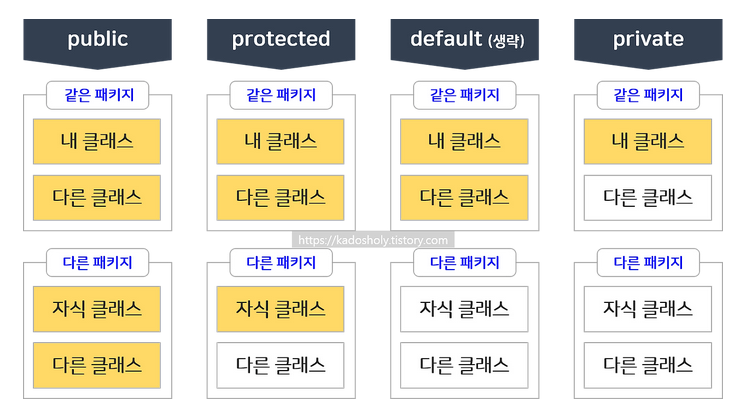 public
protected
default (생략)
private
같은 패키지
같은 패키지
같은 패키지
같은 패키지
내 클래스
내 클래스
내 클래스
내 클래스
다른 클래스
다른 클래스
다른 클래스
다른 클래스
https://kadosholy.tistory.com
다른 패키지
다른 패키지
다른 패키지
다른 패키지
자식 클래스
자식 클래스
자식 클래스
자식 클래스
다른 클래스
다른 클래스
다른 클래스
다른 클래스